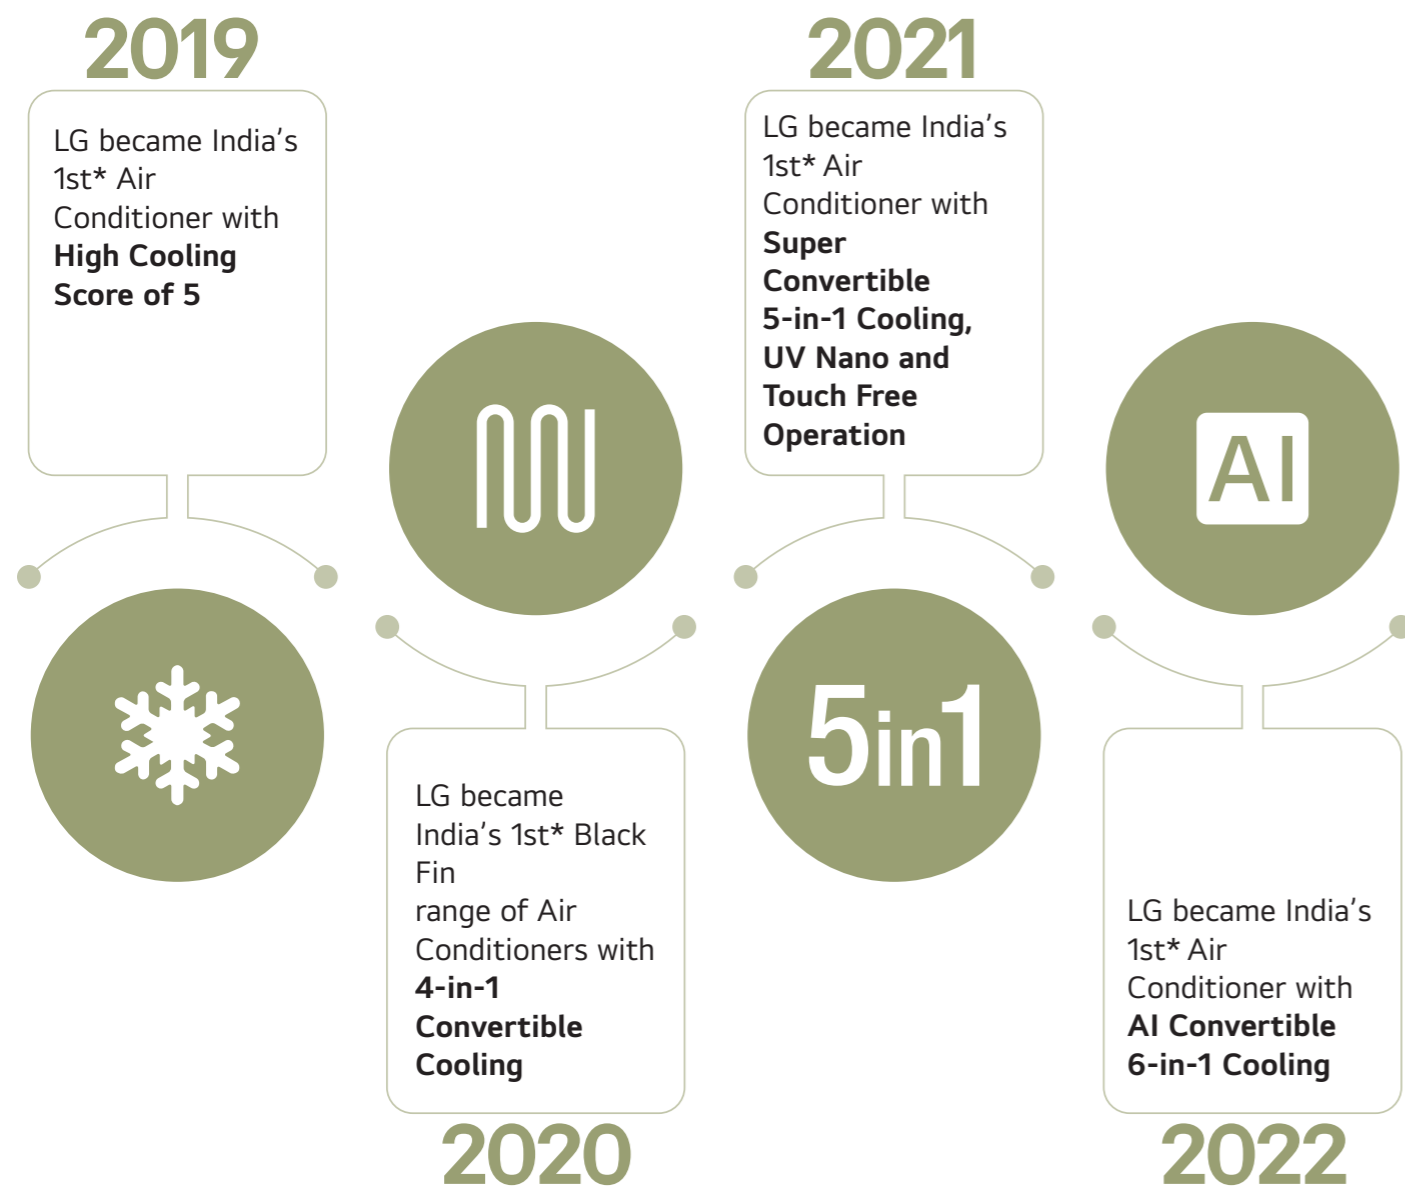 2019
LG became India's
1st* Air
Conditioner with
High Cooling
Score of 5
LG became
India's 1st* Black
Fin
range of Air
Conditioners with
4-in-1
Convertible
Cooling
2020
2021
LG became India's
1st* Air
Conditioner with
Super
Convertible
5-in-1 Cooling,
UV Nano and
Touch Free
Operation
5in1
AI
LG became India's
1st* Air
Conditioner with
AI Convertible
6-in-1 Cooling
2022